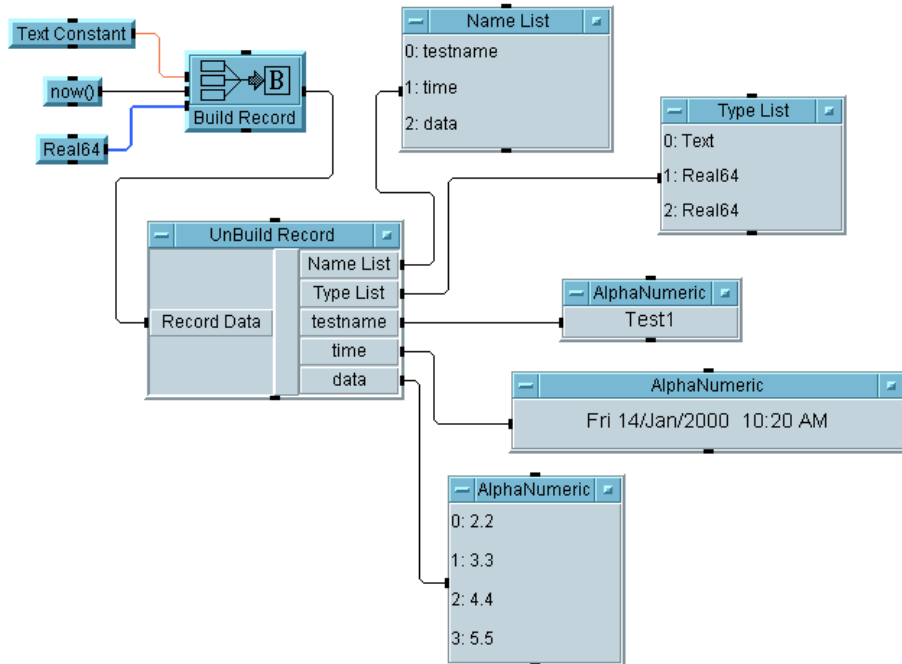 Text Constant
now()
Real64
B
Build Record
Name List
0: testname
1: time
2: data
Type List
0: Text
1: Real64
2: Real64
UnBuild Record
Record Data
Name List
Type List
testname
time
data
AlphaNumeric
Test1
AlphaNumeric
Fri 14/Jan/2000  10:20 AM
AlphaNumeric
0: 2.2
1: 3.3
2: 4.4
3: 5.5